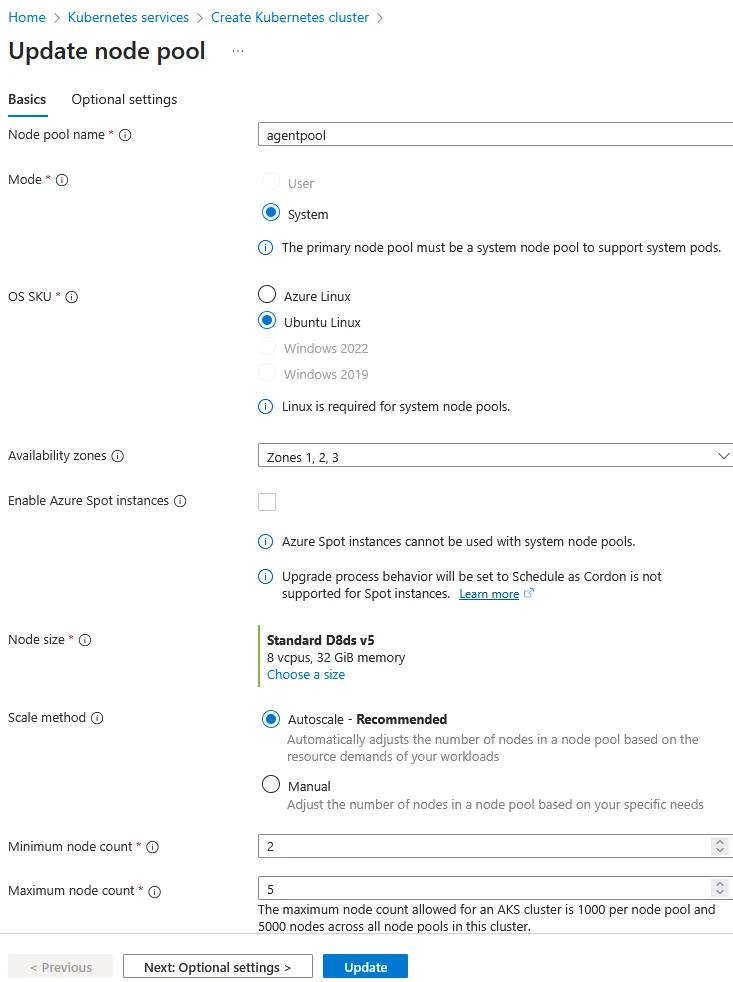 Home > Kubernetes services > Create Kubernetes cluster >
Update node pool ...
Basics Optional settings
Node pool name * agentpool
Mode * User
System
The primary node pool must be a system node pool to support system pods.
OS SKU * Azure Linux
Ubuntu Linux
Windows 2022
Windows 2019
Linux is required for system node pools.
Availability zones Zones 1, 2, 3
Enable Azure Spot instances
Azure Spot instances cannot be used with system node pools.
Upgrade process behavior will be set to Schedule as Cordon is not
supported for Spot instances. Learn more
Node size * Standard D8ds v5
8 vcpus, 32 GiB memory
Choose a size
Scale method Autoscale - Recommended
Automatically adjusts the number of nodes in a node pool based on the
resource demands of your workloads
Manual
Adjust the number of nodes in a node pool based on your specific needs
Minimum node count * 2
Maximum node count * 5
The maximum node count allowed for an AKS cluster is 1000 per node pool and
5000 nodes across all node pools in this cluster.
< Previous Next: Optional settings > Update